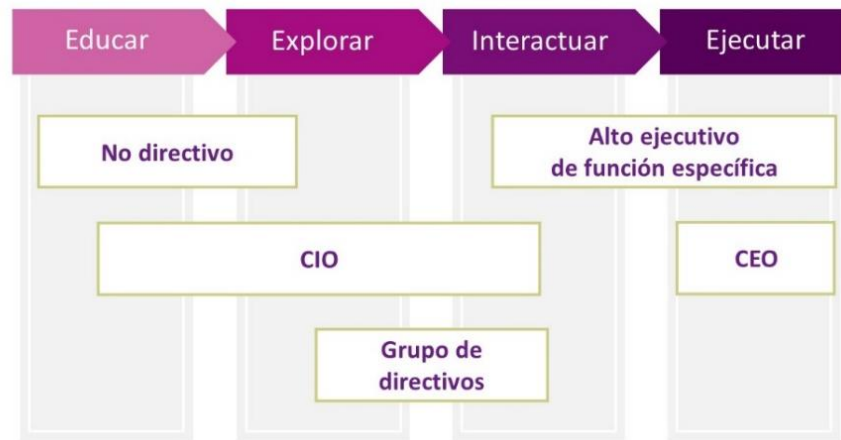 Educar
Explorar
Interactuar
Ejecutar
No directivo
Alto ejecutivo
de función específica
CIO
CEO
Grupo de
directivos